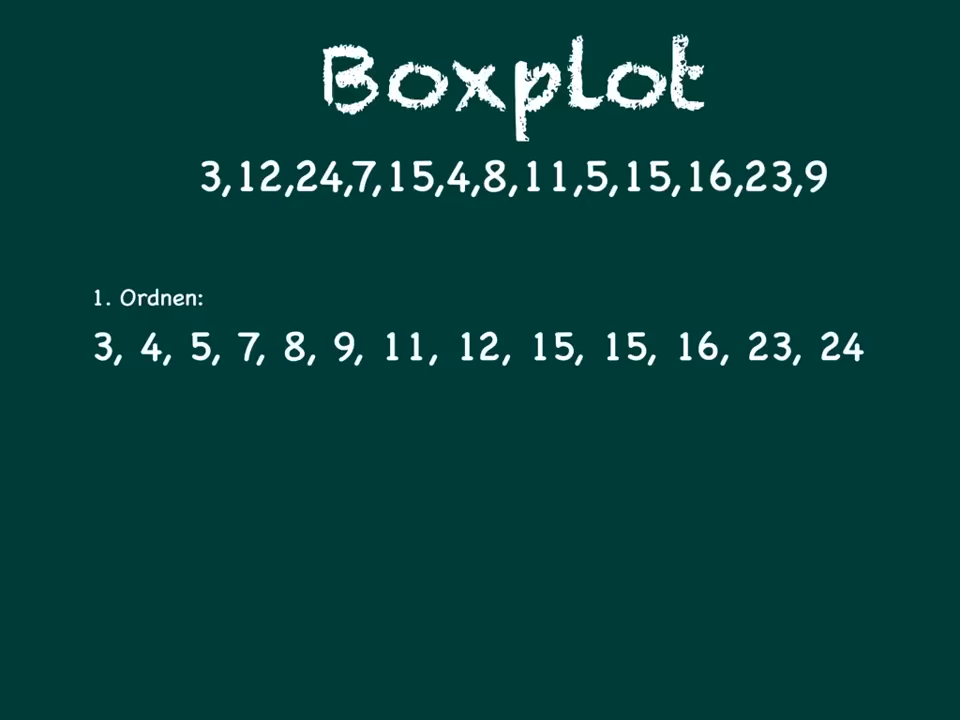 Boxplot
3,12,24,7,15,4,8,11,5,15,16,23,9
1. Ordnen:
3, 4, 5, 7, 8, 9, 11, 12, 15, 15, 16, 23, 24